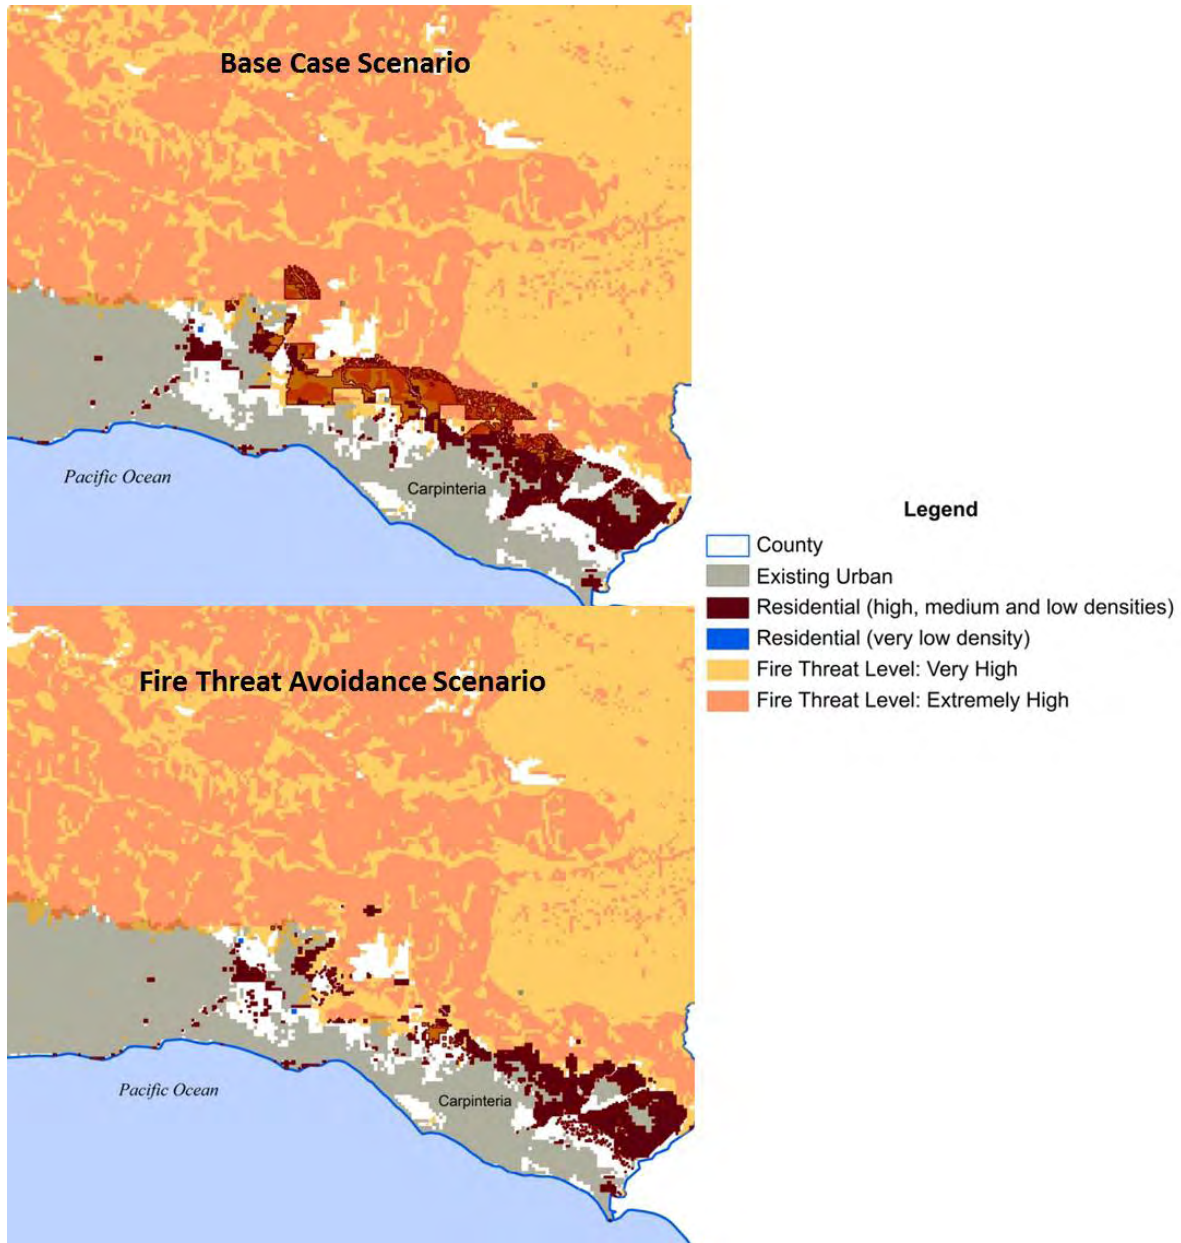 Base Case Scenario
Pacific Ocean
Carpinteria
Legend
County
Existing Urban
Residential (high, medium and low densities)
Residential (very low density)
Fire Threat Level: Very High
Fire Threat Level: Extremely High
Fire Threat Avoidance Scenario
Pacific Ocean
Carpinteria